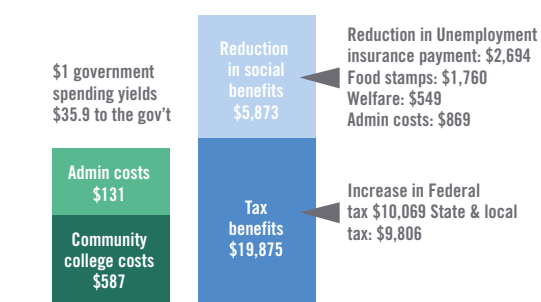 $1 government
spending yields
$35.9 to the gov't
Admin costs
$131
Community
college costs
$587
Reduction
in social
benefits
$5,873
Tax
benefits
$19,875
Reduction in Unemployment
insurance payment: $2,694
Food stamps: $1,760
Welfare: $549
Admin costs: $869
Increase in Federal
tax $10,069 State & local
tax: $9,806